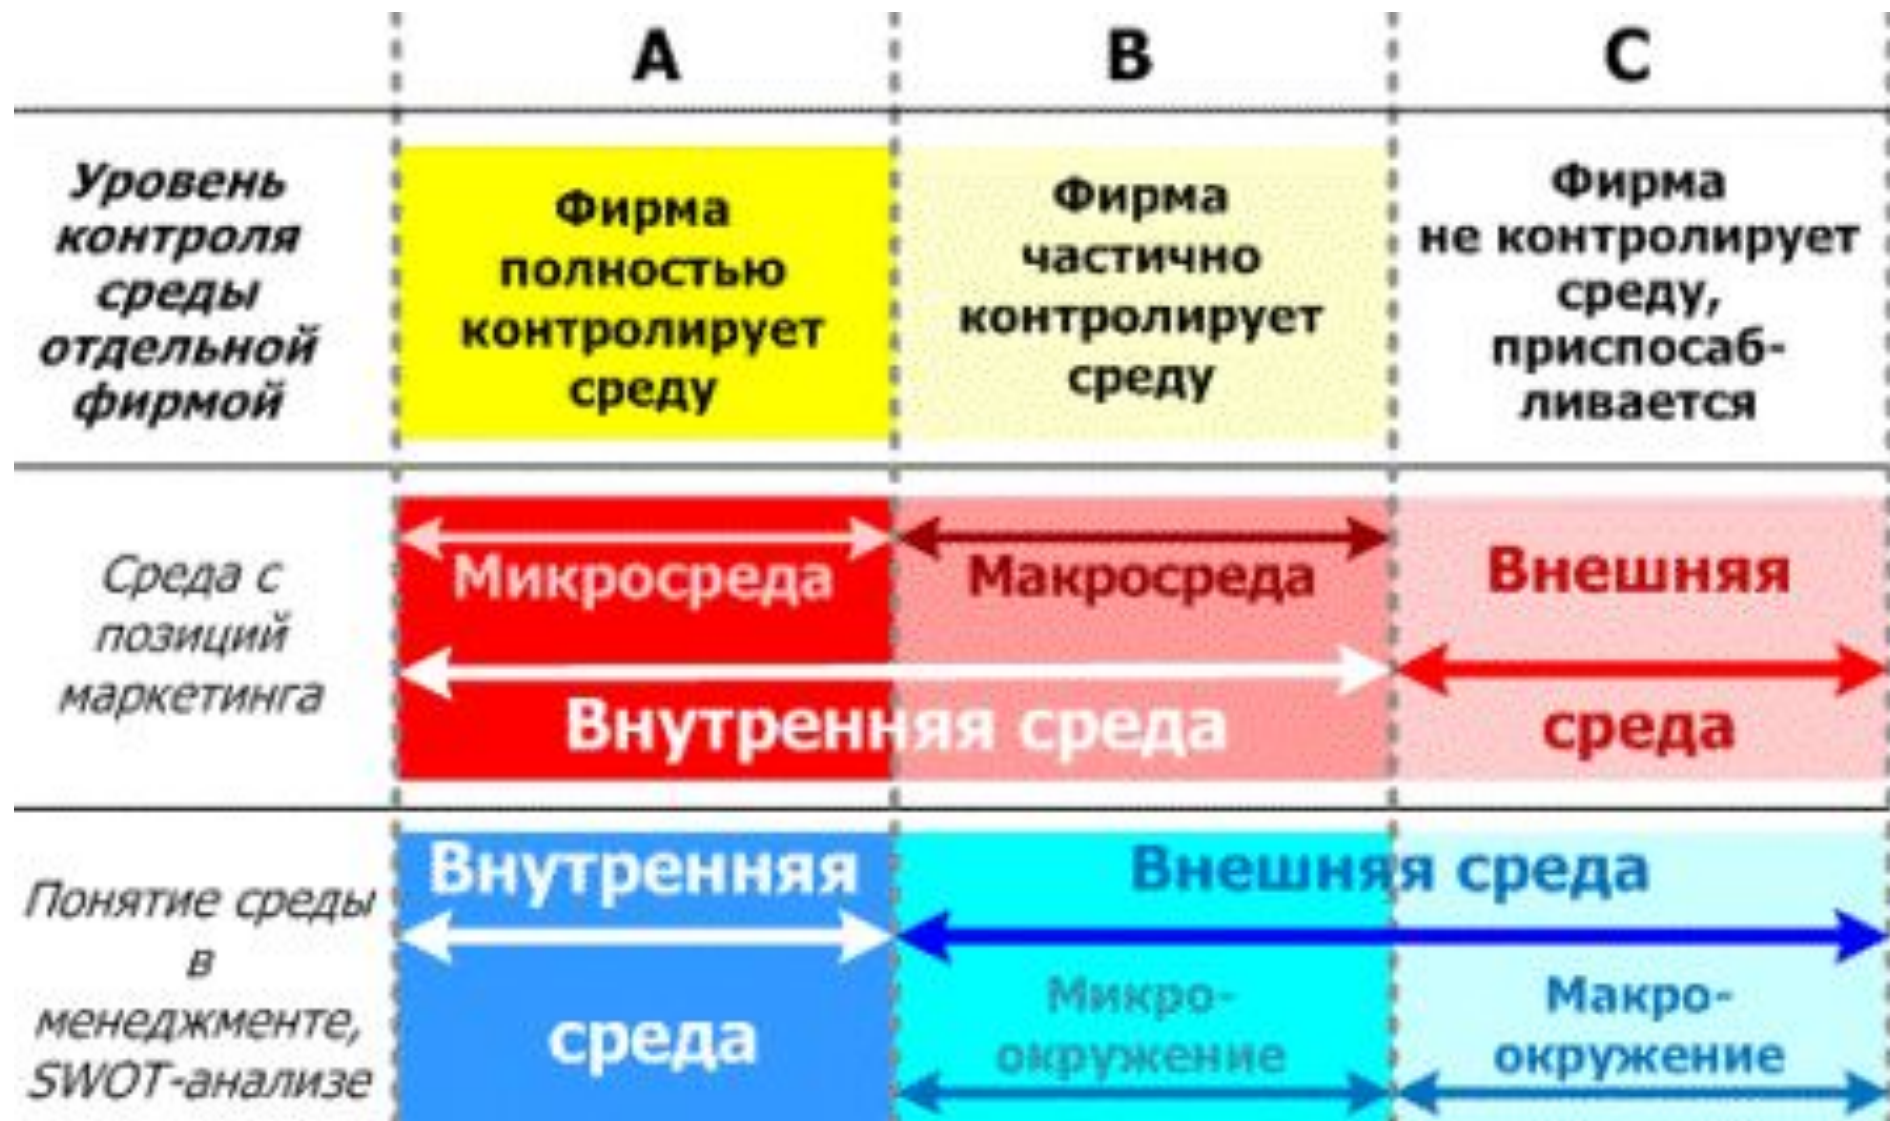 A
B
C
Уровень
контроля
среды
отдельной
фирмой
Фирма
полностью
контролирует
среду
Фирма
частично
контролирует
среду
Фирма
не контролирует
среду,
приспосаб-
ливается
Среда с
позиций
маркетинга
Микросреда
Макросреда
Внутренняя среда
Внешняя
среда
Понятие среды
в
менеджменте,
SWOT-анализе
Внутренняя
среда
Внешняя среда
Микро-
окружение
Макро-
окружение